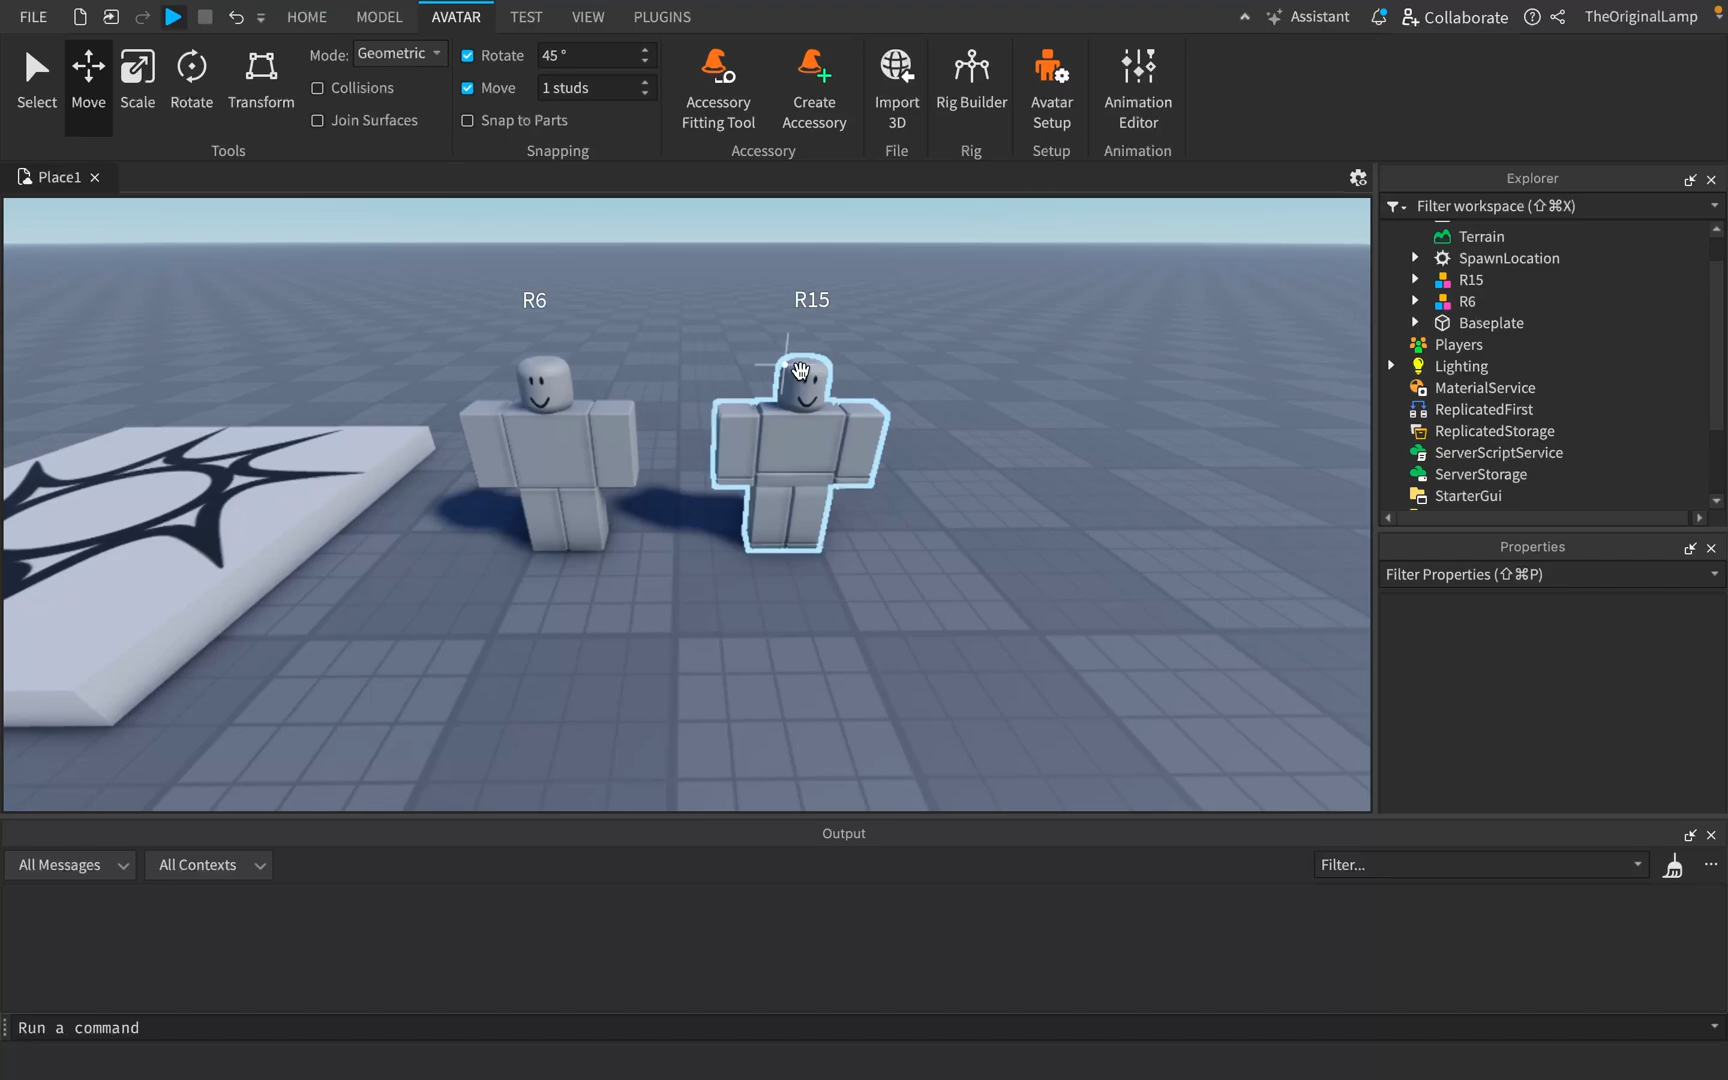 FILE HOME MODEL AVATAR TEST VIEW PLUGINS Assistant Collaborate TheOriginalLamp
Select Move Scale Rotate Transform
Mode: Geometric
Collisions
Join Surfaces
Tools
Rotate 45 °
Move 1 studs
Snap to Parts
Snapping
Accessory Fitting Tool
Create Accessory
Accessory
Import 3D
File
Rig Builder
Rig
Avatar Setup
Setup
Animation Editor
Animation
Place1
R6 R15
Explorer
Filter workspace (⇧⌘X)
Terrain
SpawnLocation
R15
R6
Baseplate
Players
Lighting
MaterialService
ReplicatedFirst
ReplicatedStorage
ServerScriptService
ServerStorage
StarterGui
Properties
Filter Properties (⇧⌘P)
Output
All Messages All Contexts Filter...
Run a command